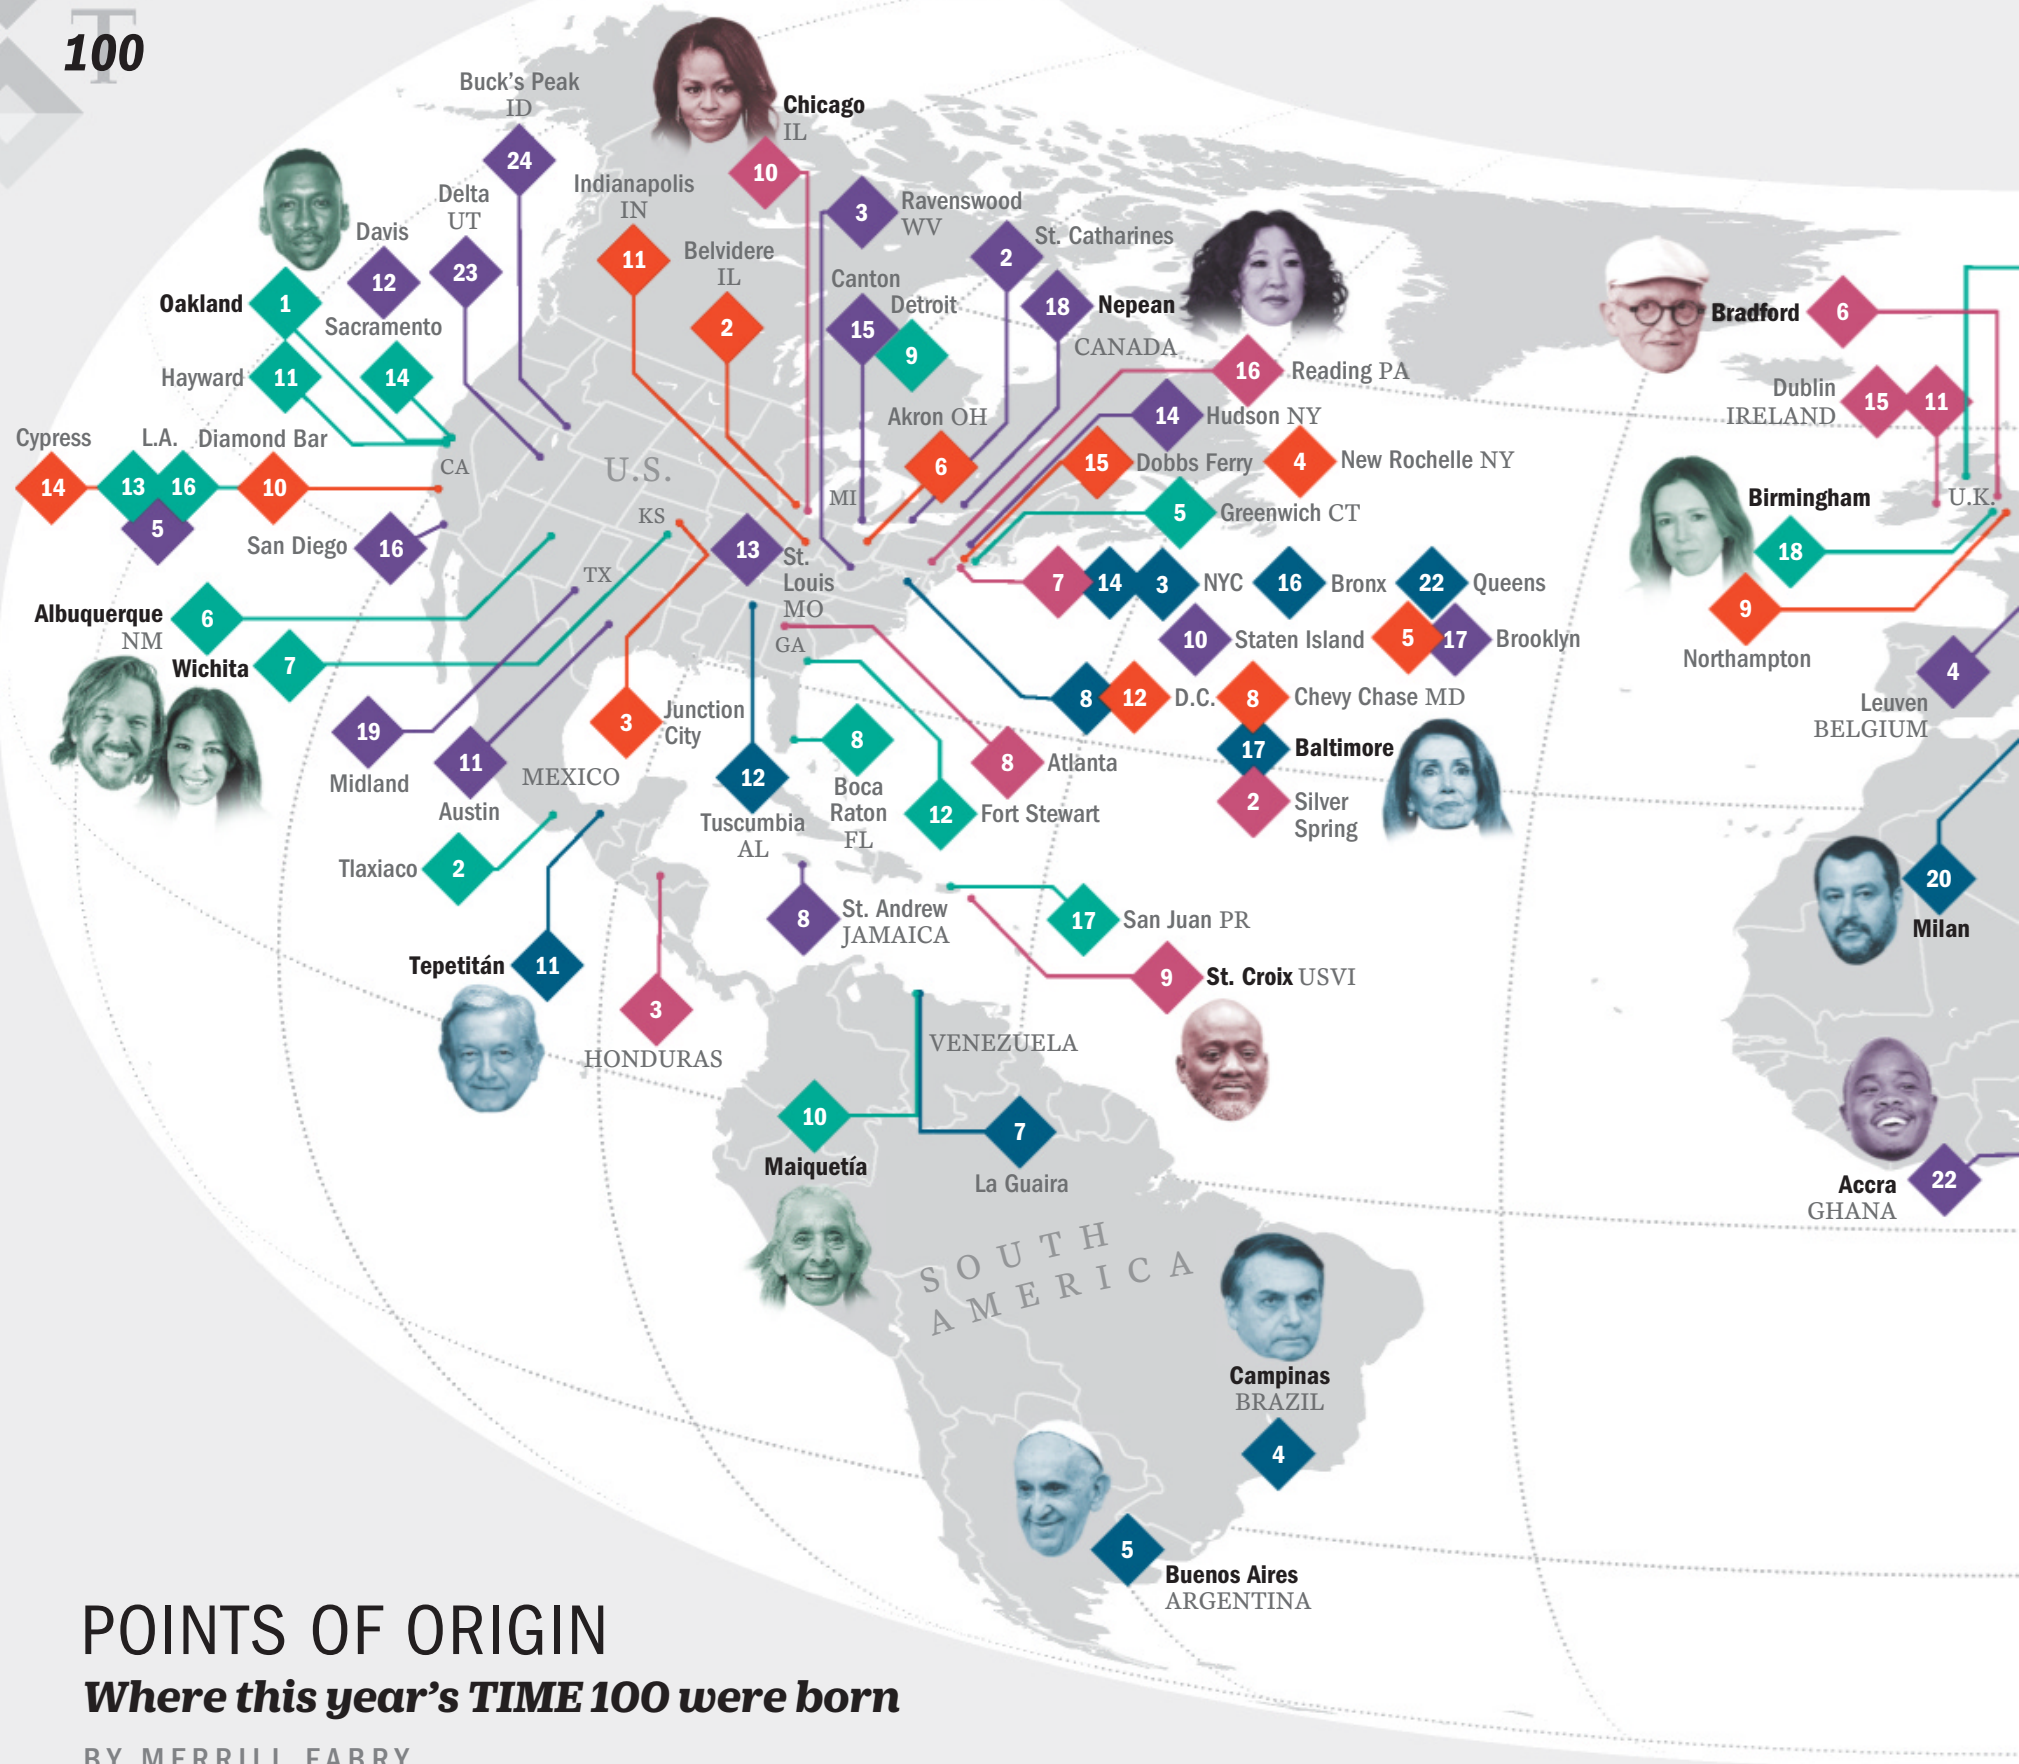 T
100
Buck's Peak
ID
24
Chicago
IL
10
Delta
UT
23
Indianapolis
IN
11
Belvidere
IL
2
3
Ravenswood
WV
2
St. Catharines
Davis
12
Canton
15
Detroit
9
18
Nepean
CANADA
Oakland
1
Sacramento
14
Hayward
11
16
Reading PA
Akron OH
6
14
Hudson NY
Cypress
14
L.A.
13
16
5
Diamond Bar
10
CA
U.S.
MI
15
Dobbs Ferry
4
New Rochelle NY
5
Greenwich CT
San Diego
16
KS
TX
13
St.
Louis
MO
GA
7
14
3
NYC
16
Bronx
22
Queens
10
Staten Island
5
17
Brooklyn
Albuquerque
NM
6
Wichita
7
8
12
D.C.
8
Chevy Chase MD
17
Baltimore
2
Silver
Spring
19
Midland
11
Austin
MEXICO
3
Junction
City
12
Tuscumbia
AL
8
Boca
Raton
FL
8
Atlanta
12
Fort Stewart
Tlaxiaco
2
8
St. Andrew
JAMAICA
17
San Juan PR
Tepetitán
11
3
HONDURAS
9
St. Croix USVI
VENEZUELA
10
Maiquetía
7
La Guaira
SOUTH
AMERICA
Campinas
BRAZIL
4
5
Buenos Aires
ARGENTINA
Bradford
6
Dublin
IRELAND
15
11
U.K.
Birmingham
18
9
Northampton
4
Leuven
BELGIUM
20
Milan
Accra
GHANA
22
POINTS OF ORIGIN
Where this year's TIME 100 were born
BY MERRILL FABRY